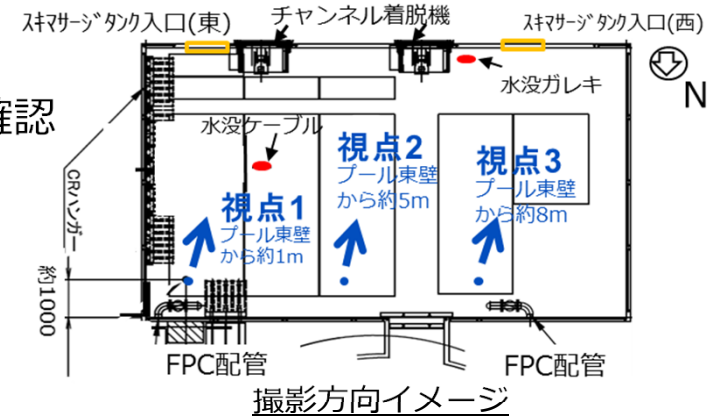 スキマサージタンク入口(東)
チャンネル着脱機
スキマサージタンク入口(西)
水没ガレキ
N
確認
水没ケーブル
視点2
プール東壁
から約5m
視点3
プール東壁
から約8m
CRハンガー
視点1
プール東壁
から約1m
約1000
FPC配管
FPC配管
撮影方向イメージ